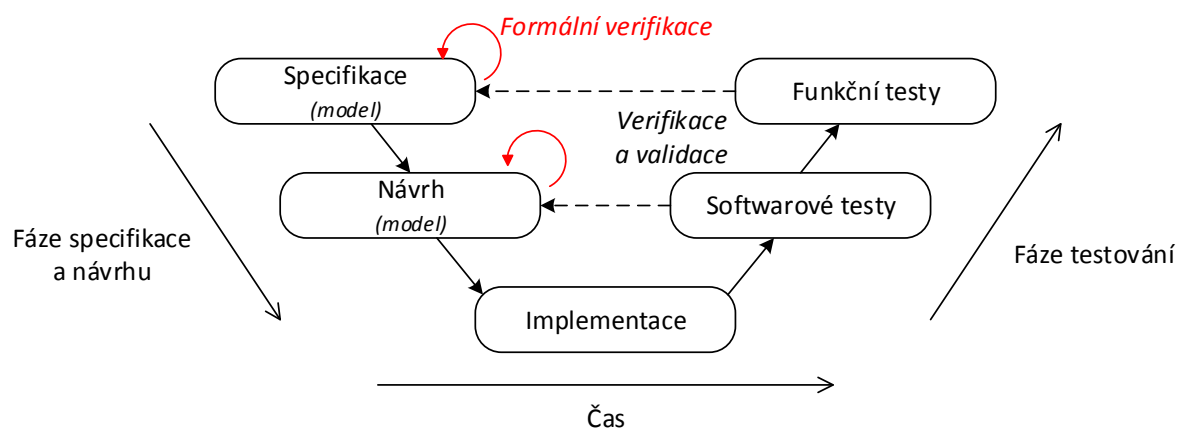 Formální verifikace
Specifikace
(model)
Funkční testy
Verifikace
a validace
Návrh
(model)
Softwarové testy
Fáze specifikace
a návrhu
Fáze testování
Implementace
Čas